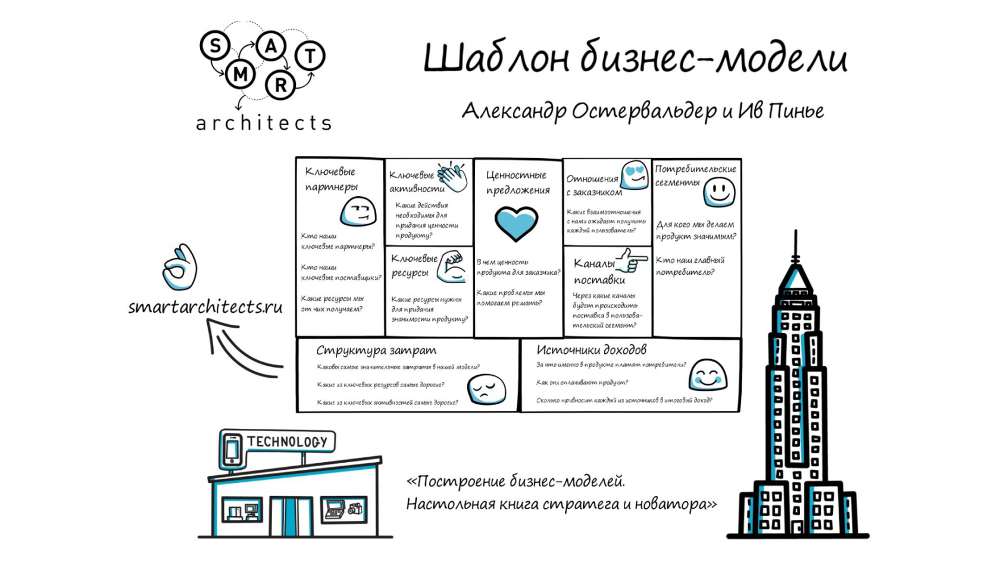 SMART
architects
Шаблон бизнес-модели
Александр Остервальдер и Ив Пинье
Ключевые
партнеры
Кто наши
ключевые партнеры?
Кто наши
ключевые поставщики?
Какие ресурсы мы
от них получаем?
Ключевые
активности
Какие действия
необходимы для
придания ценности
продукту?
Ключевые
ресурсы
Какие ресурсы нужны
для придания
значимости продукту?
Ценностные
предложения
В чем ценность
продукта для заказчика?
Какие проблемы мы
помогаем решать?
Отношения
с заказчиком
Какие взаимоотношения
с нами ожидает получить
каждый пользователь?
Каналы
поставки
Через какие каналы
будет происходить
поставка в пользова-
тельский сегмент?
Потребительские
сегменты
Для кого мы делаем
продукт значимым?
Кто наш главный
потребитель?
Структура затрат
Каковы самые значительные затраты в нашей модели?
Какие из ключевых ресурсов самые дорогие?
Какие из ключевых активностей самые дорогие?
Источники доходов
За что именно в продукте платят потребители?
Как они оплачивают продукт?
Сколько привносит каждый из источников в итоговый доход?
smartarchitects.ru
TECHNOLOGY
«Построение бизнес-моделей.
Настольная книга стратега и новатора»